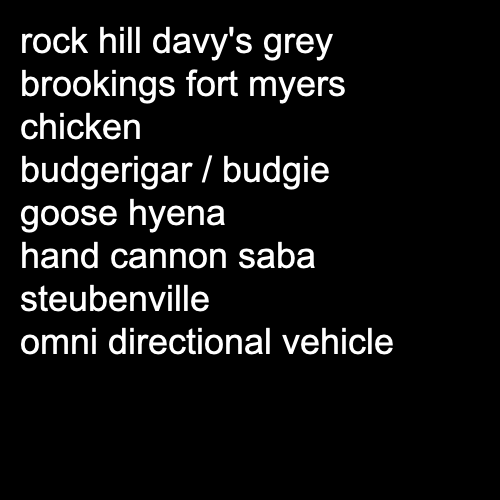 rock hill davy's grey
brookings fort myers
chicken
budgerigar / budgie
goose hyena
hand cannon saba
steubenville
omni directional vehicle